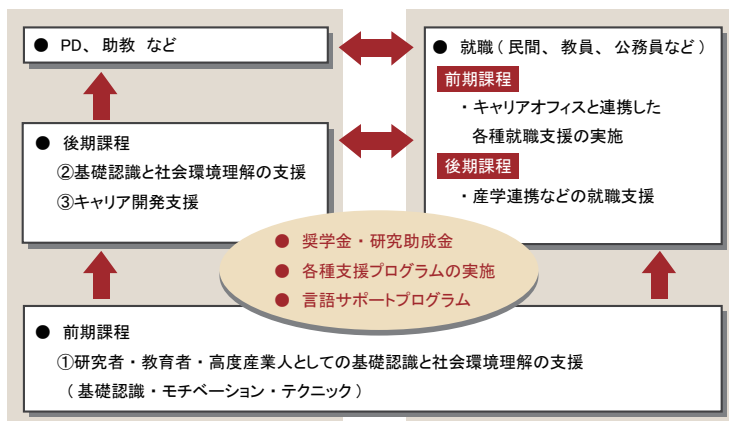 ● PD、助教 など
● 後期課程
②基礎認識と社会環境理解の支援
③キャリア開発支援
● 就職（民間、教員、公務員など）
前期課程
・キャリアオフィスと連携した
各種就職支援の実施
後期課程
・産学連携などの就職支援
● 奨学金・研究助成金
● 各種支援プログラムの実施
● 言語サポートプログラム
● 前期課程
①研究者・教育者・高度産業人としての基礎認識と社会環境理解の支援
（基礎認識・モチベーション・テクニック）